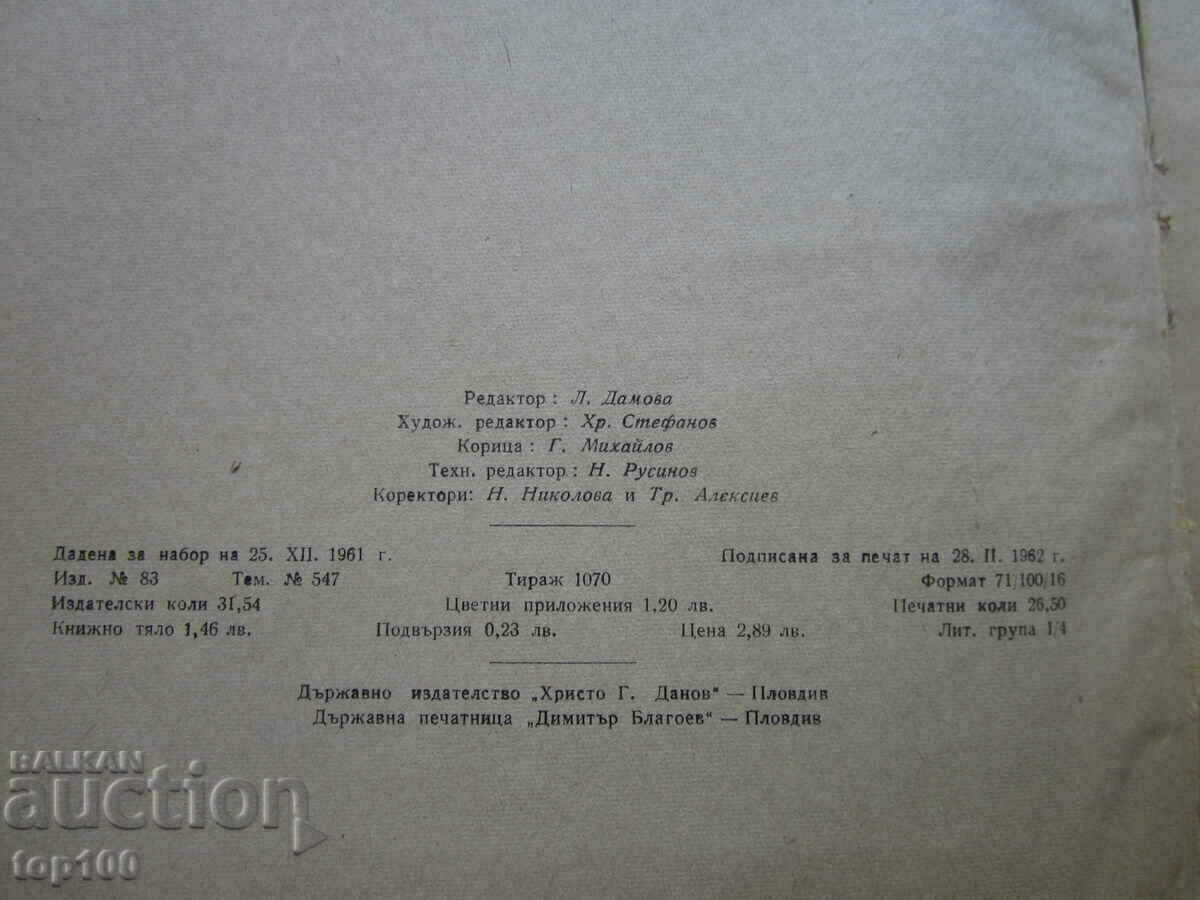 Редактор: Л. Дамова
Худож. редактор: Хр. Стефанов
Корица: Г. Михайлов
Техн. редактор: Н. Русинов
Коректори: Н. Николова и Тр. Алексиев
Дадена за набор на 25. XII. 1961 г. Подписана за печат на 28. II. 1962 г.
Изд. № 83 Тем. № 547 Тираж 1070 Формат 71/100/16
Издателски коли 31,54 Цветни приложения 1,20 лв. Печатни коли 26,50
Книжно тяло 1,46 лв. Подвързия 0,23 лв. Цена 2,89 лв. Лит. група 1/4
Държавно издателство „Христо Г. Данов“ — Пловдив
Държавна печатница „Димитър Благоев“ — Пловдив
BALKAN
auction
top100